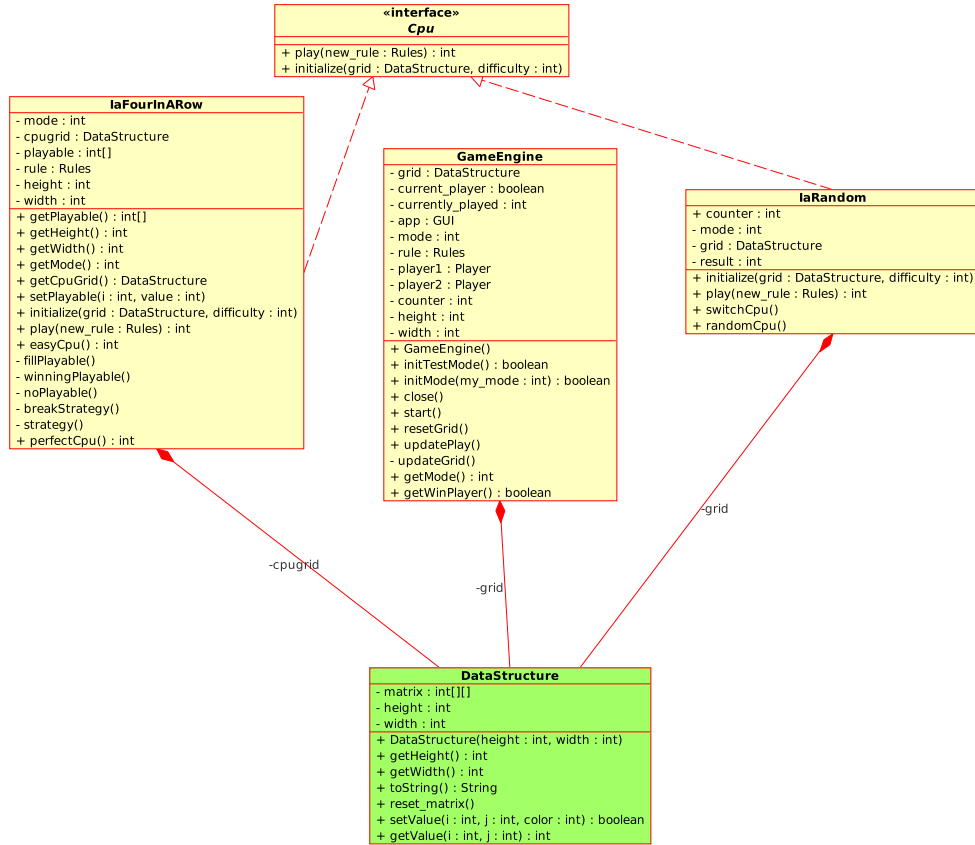 «interface»
Cpu
+ play(new_rule : Rules) : int
+ initialize(grid : DataStructure, difficulty : int)
IaFourInARow
- mode : int
- cpugrid : DataStructure
- playable : int[]
- rule : Rules
- height : int
- width : int
+ getPlayable() : int[]
+ getHeight() : int
+ getWidth() : int
+ getMode() : int
+ getCpuGrid() : DataStructure
+ setPlayable(i : int, value : int)
+ initialize(grid : DataStructure, difficulty : int)
+ play(new_rule : Rules) : int
+ easyCpu() : int
- fillPlayable()
- winningPlayable()
- noPlayable()
- breakStrategy()
- strategy()
+ perfectCpu() : int
GameEngine
- grid : DataStructure
- current_player : boolean
- currently_played : int
- app : GUI
- mode : int
- rule : Rules
- player1 : Player
- player2 : Player
- counter : int
- height : int
- width : int
+ GameEngine()
+ initTestMode() : boolean
+ initMode(my_mode : int) : boolean
+ close()
+ start()
+ resetGrid()
+ updatePlay()
- updateGrid()
+ getMode() : int
+ getWinPlayer() : boolean
IaRandom
+ counter : int
- mode : int
- grid : DataStructure
- result : int
+ initialize(grid : DataStructure, difficulty : int)
+ play(new_rule : Rules) : int
+ switchCpu()
+ randomCpu()
-cpugrid
-grid
-grid
DataStructure
- matrix : int[][]
- height : int
- width : int
+ DataStructure(height : int, width : int)
+ getHeight() : int
+ getWidth() : int
+ toString() : String
+ reset_matrix()
+ setValue(i : int, j : int, color : int) : boolean
+ getValue(i : int, j : int) : int